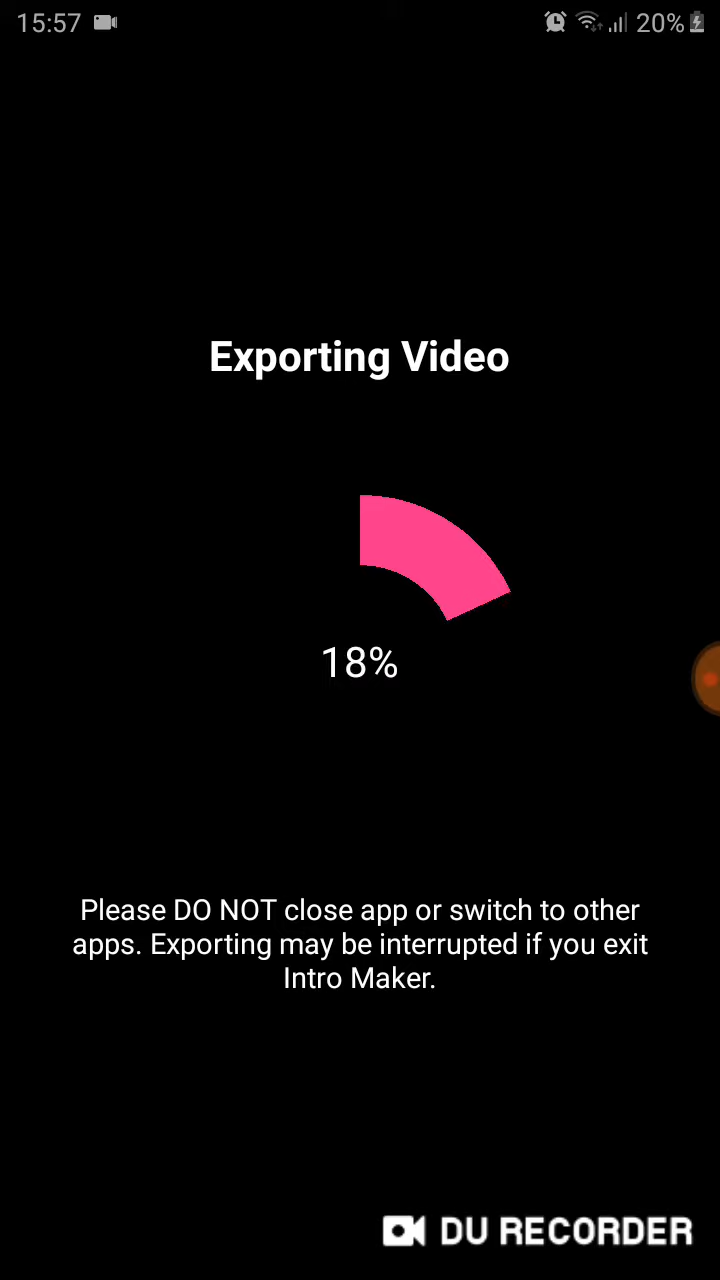 15:57 20%
Exporting Video
18%
Please DO NOT close app or switch to other
apps. Exporting may be interrupted if you exit
Intro Maker.
DU RECORDER